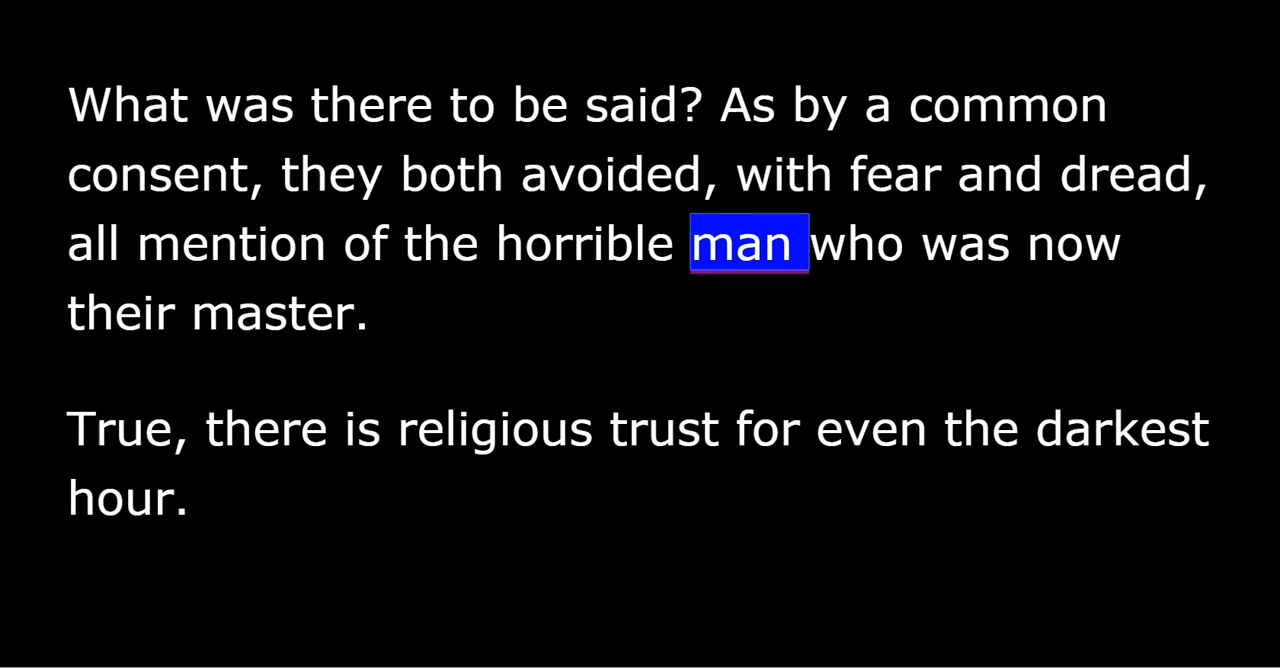 What was there to be said? As by a common
consent, they both avoided, with fear and dread,
all mention of the horrible man who was now
their master.
True, there is religious trust for even the darkest
hour.